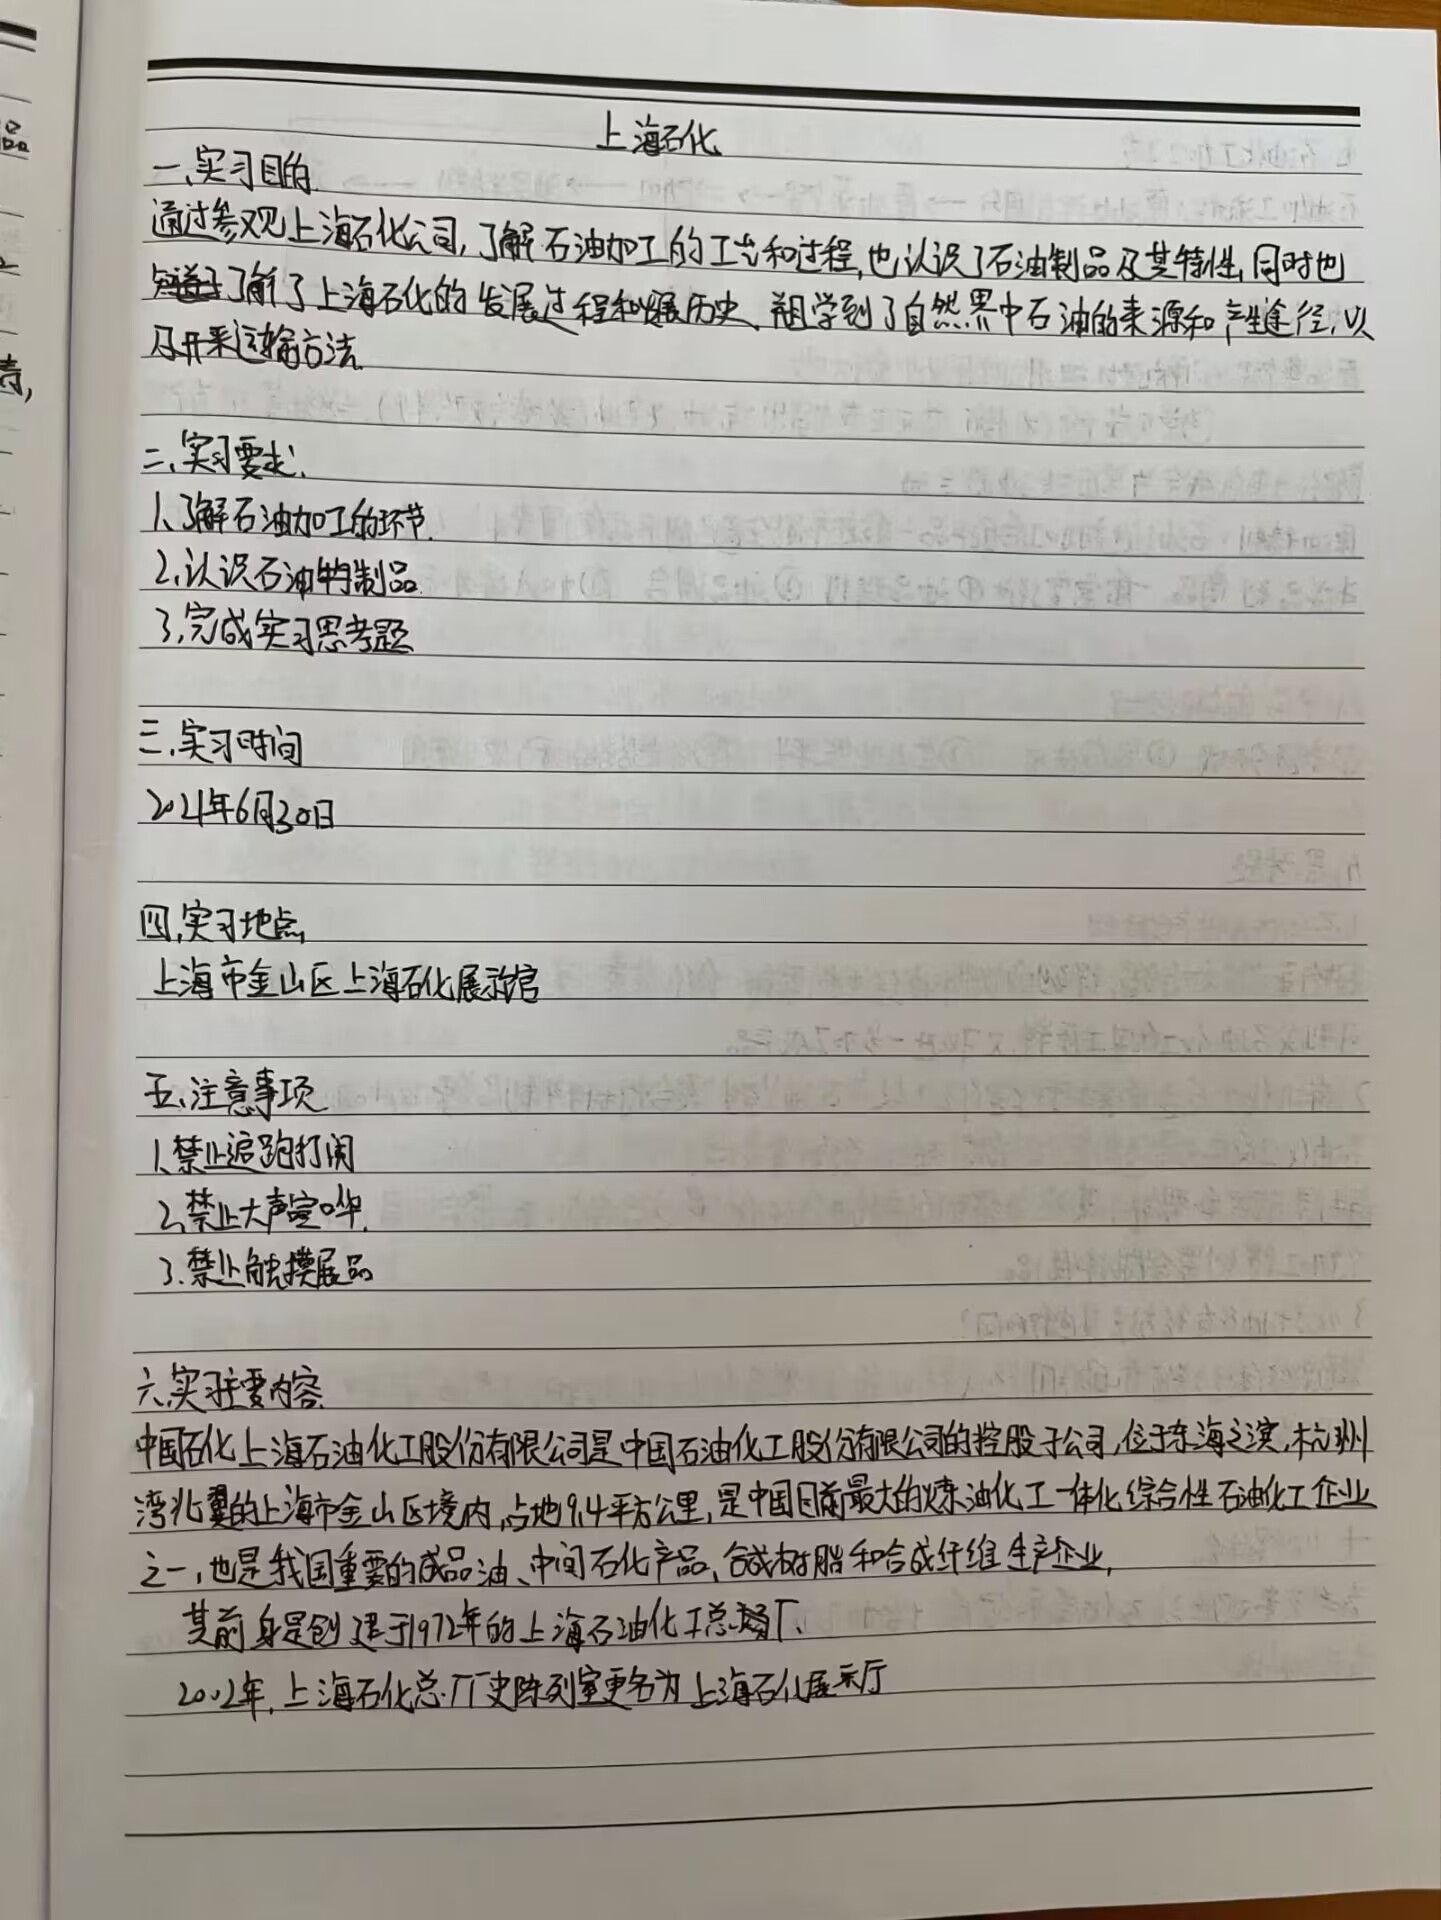 上海石化
一、实习目的
通过参观上海石化公司,了解石油加工的工艺和过程,也认识了石油制品及其特性,同时也
了解了上海石化的发展过程和发展历史、粗学到了自然界中石油的来源和产生途径,以
及开采运输方法.
二、实习要求.
1、了解石油加工的环节.
2、认识石油的制品.
3、完成实习思考题
三、实习时间
2021年6月30日
四、实习地点
上海市金山区上海石化展示馆
五、注意事项
1、禁止追跑打闹
2、禁止大声喧哗.
3、禁止触摸展品
六、实习主要内容
中国石化上海石油化工股份有限公司是中国石油化工股份有限公司的控股子公司,位于东海之滨,杭州
湾北翼的上海市金山区境内,占地9.4平方公里,是中国目前最大的炼油化工一体化综合性石油化工企业
之一,也是我国重要的成品油、中间石化产品、合成树脂和合成纤维生产企业,
其前身是创建于1972年的上海石油化工总厂、
2002年,上海石化总厂厂史陈列室更名为上海石化展示厅